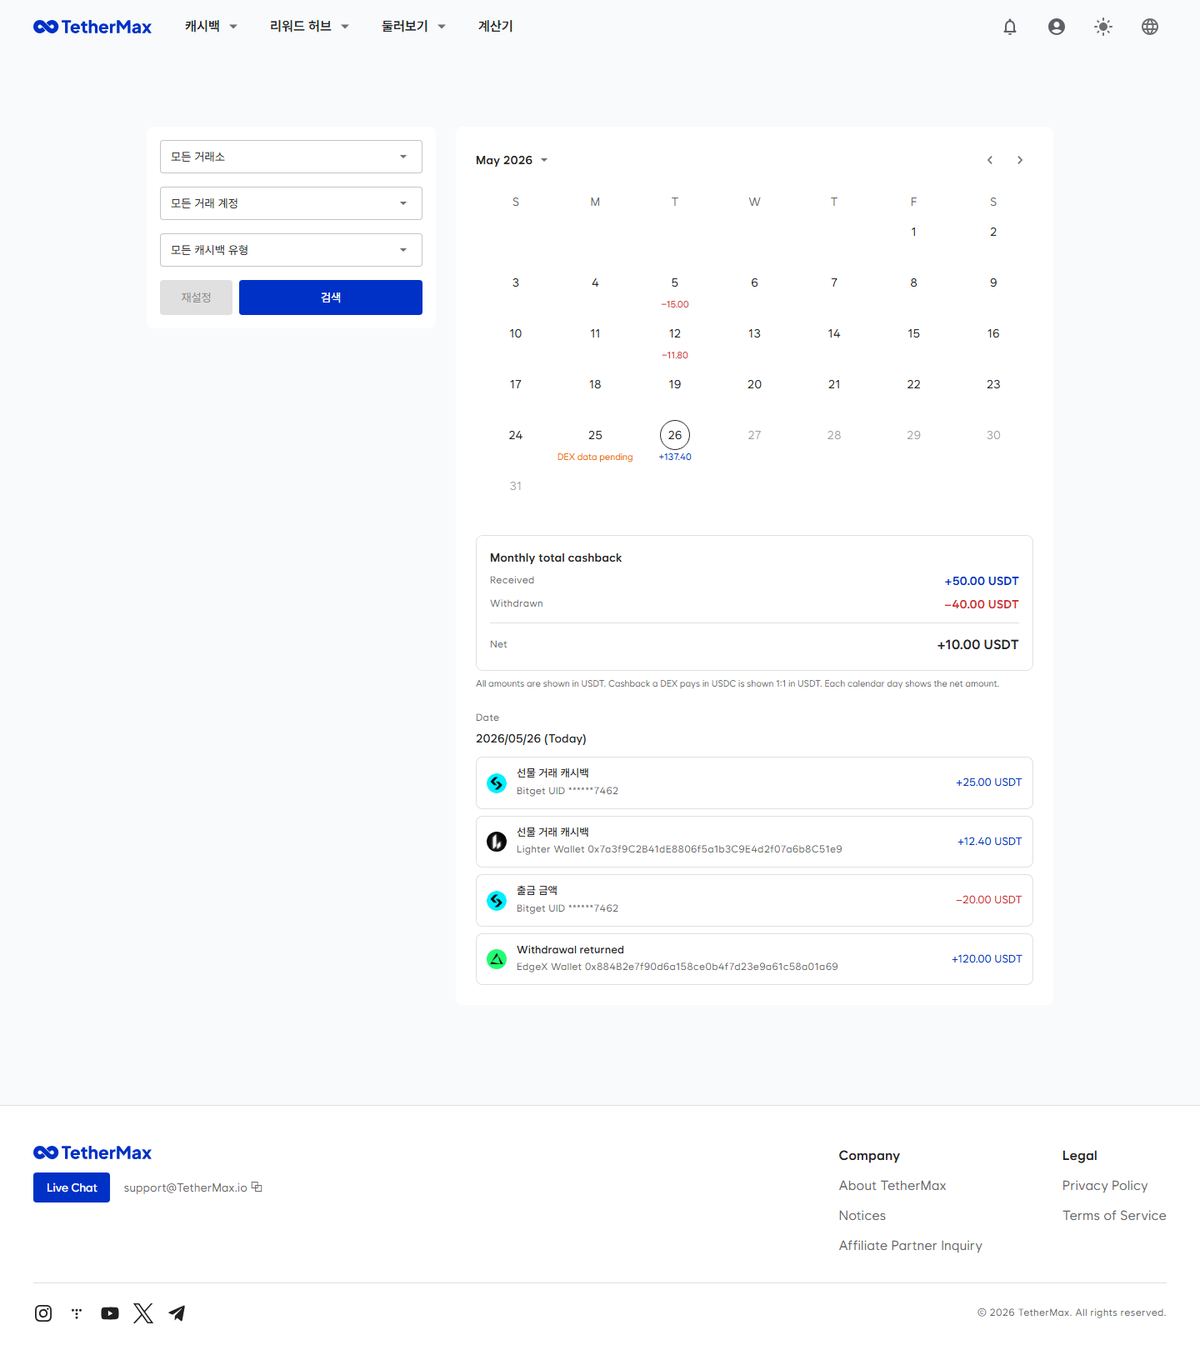 TetherMax
캐시백
리워드 허브
둘러보기
계산기
모든 거래소
모든 거래 계정
모든 캐시백 유형
재설정
검색
May 2026
S M T W T F S
1 2
3 4 5 6 7 8 9
−15.00
10 11 12 13 14 15 16
−11.80
17 18 19 20 21 22 23
24 25 26 27 28 29 30
DEX data pending +137.40
31
Monthly total cashback
Received +50.00 USDT
Withdrawn −40.00 USDT
Net +10.00 USDT
All amounts are shown in USDT. Cashback a DEX pays in USDC is shown 1:1 in USDT. Each calendar day shows the net amount.
Date
2026/05/26 (Today)
선물 거래 캐시백
Bitget UID ******7462
+25.00 USDT
선물 거래 캐시백
Lighter Wallet 0x7a3f9C2B41dE8806f5a1b3C9E4d2f07a6b8C51e9
+12.40 USDT
출금 금액
Bitget UID ******7462
−20.00 USDT
Withdrawal returned
EdgeX Wallet 0x884B2e7f90d6a158ce0b4f7d23e9a61c58a01a69
+120.00 USDT
TetherMax
Live Chat
support@TetherMax.io
Company
About TetherMax
Notices
Affiliate Partner Inquiry
Legal
Privacy Policy
Terms of Service
© 2026 TetherMax. All rights reserved.